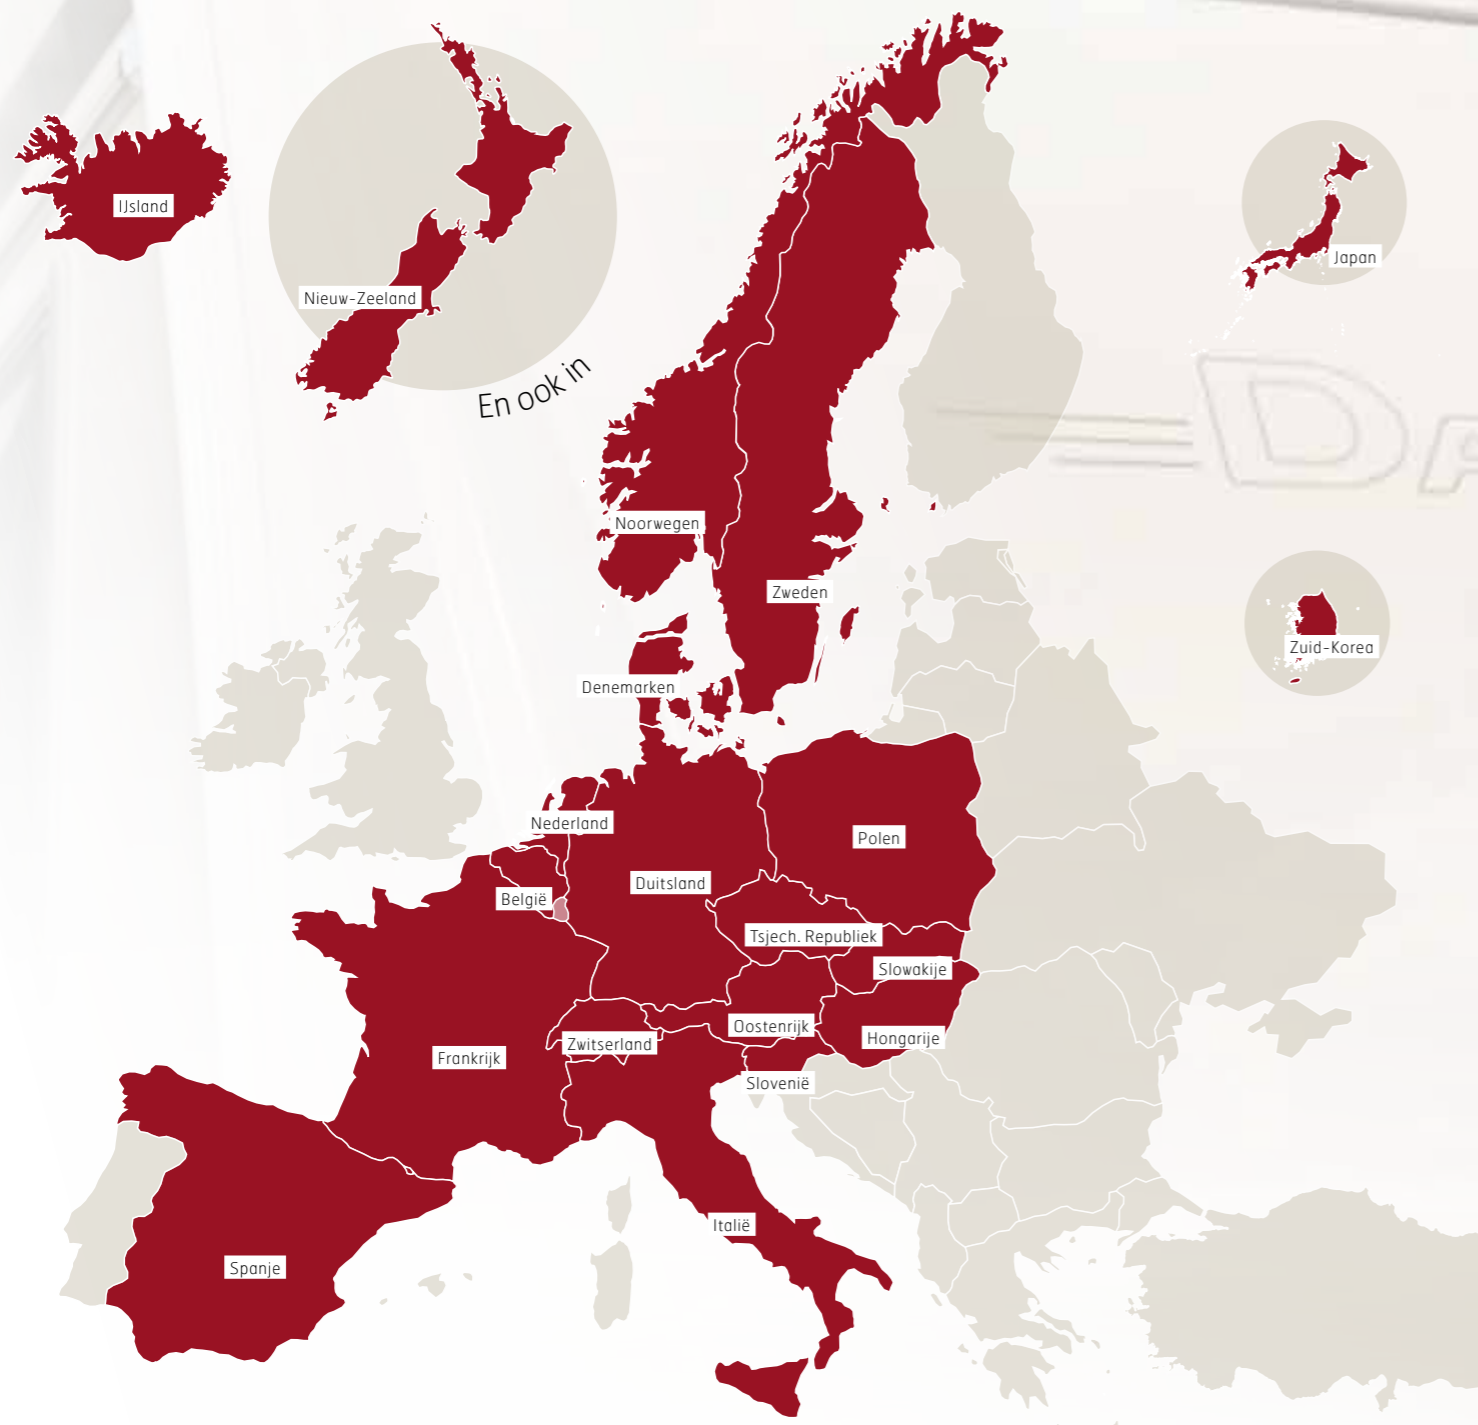 IJsland
Nieuw-Zeeland
En ook in
Japan
Noorwegen
Zweden
Zuid-Korea
Denemarken
Nederland
Polen
Duitsland
België
Tsjech. Republiek
Slowakije
Oostenrijk
Hongarije
Zwitserland
Frankrijk
Slovenië
Italië
Spanje